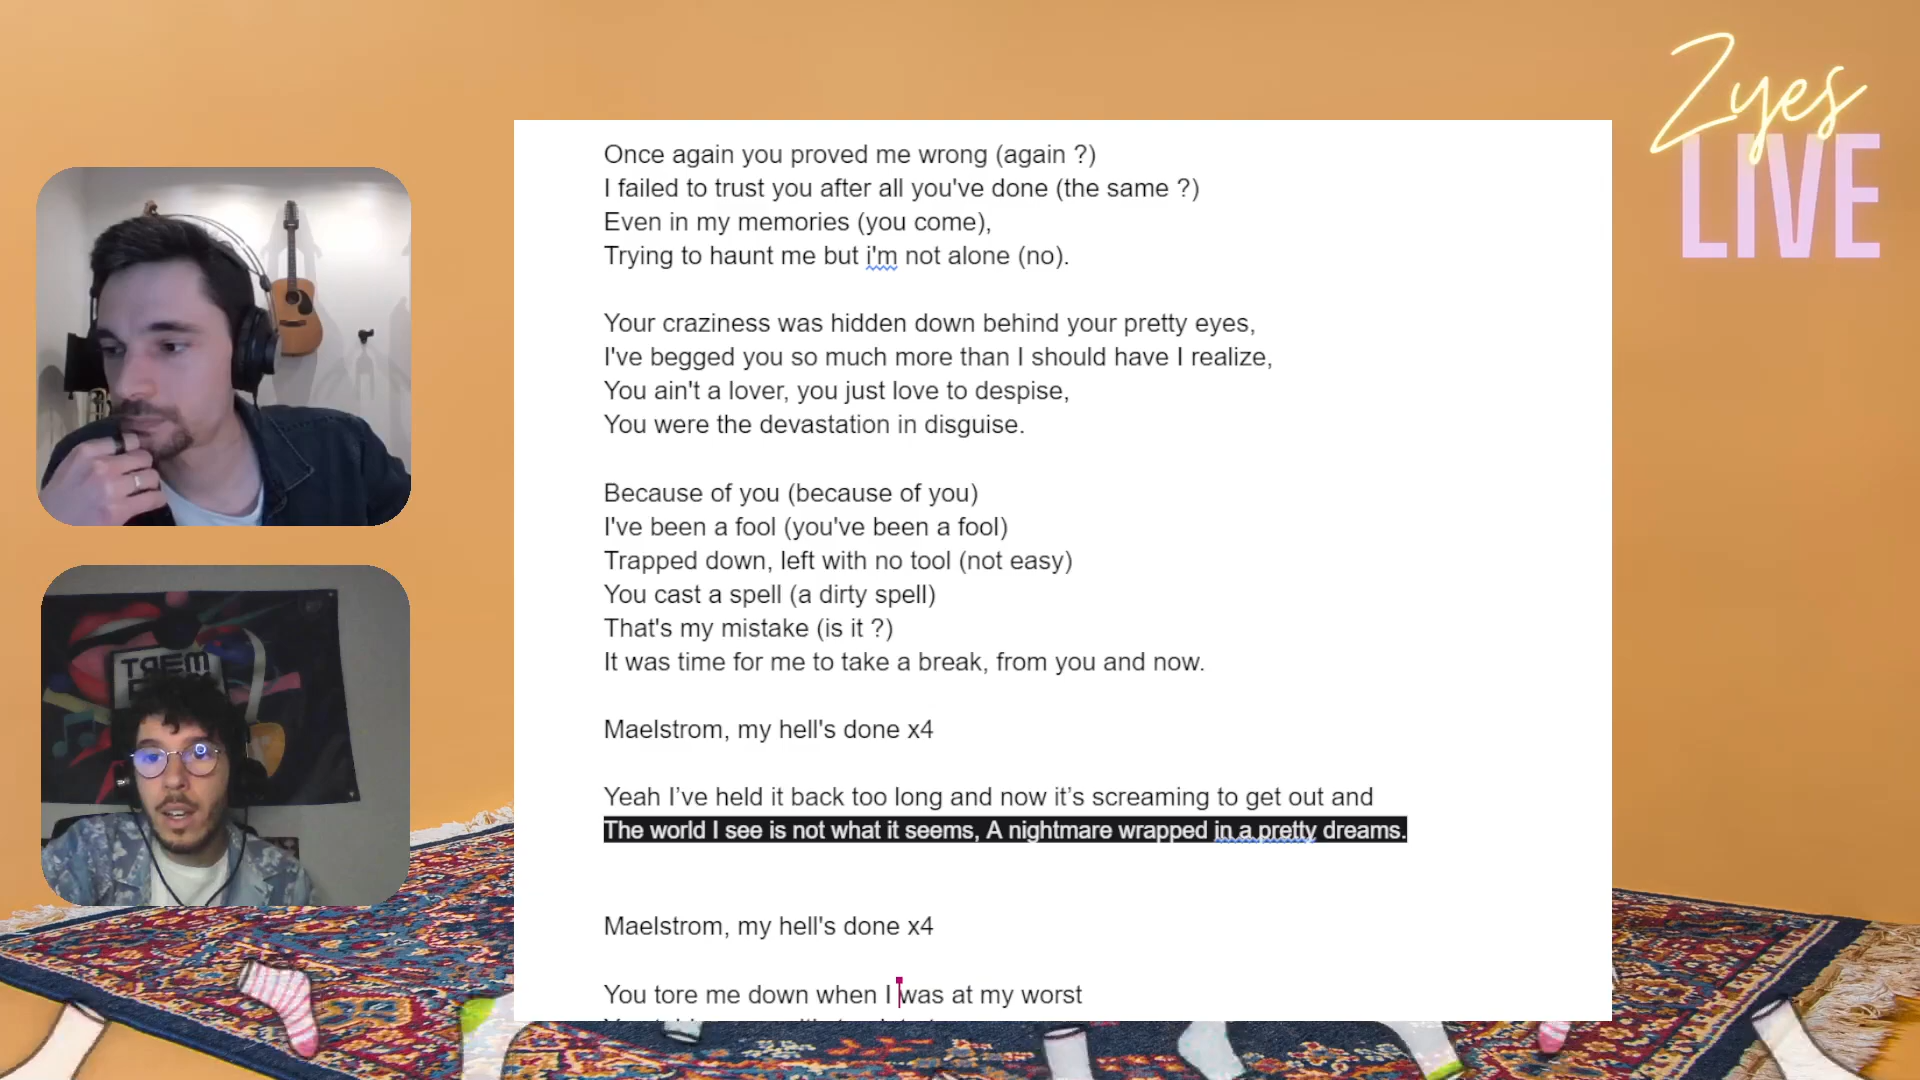 Zyes
LIVE
Once again you proved me wrong (again ?)
I failed to trust you after all you've done (the same ?)
Even in my memories (you come),
Trying to haunt me but i'm not alone (no).
Your craziness was hidden down behind your pretty eyes,
I've begged you so much more than I should have I realize,
You ain't a lover, you just love to despise,
You were the devastation in disguise.
Because of you (because of you)
I've been a fool (you've been a fool)
Trapped down, left with no tool (not easy)
You cast a spell (a dirty spell)
That's my mistake (is it ?)
It was time for me to take a break, from you and now.
Maelstrom, my hell's done x4
Yeah I’ve held it back too long and now it’s screaming to get out and
The world I see is not what it seems, A nightmare wrapped in a pretty dreams.
Maelstrom, my hell's done x4
You tore me down when I was at my worst